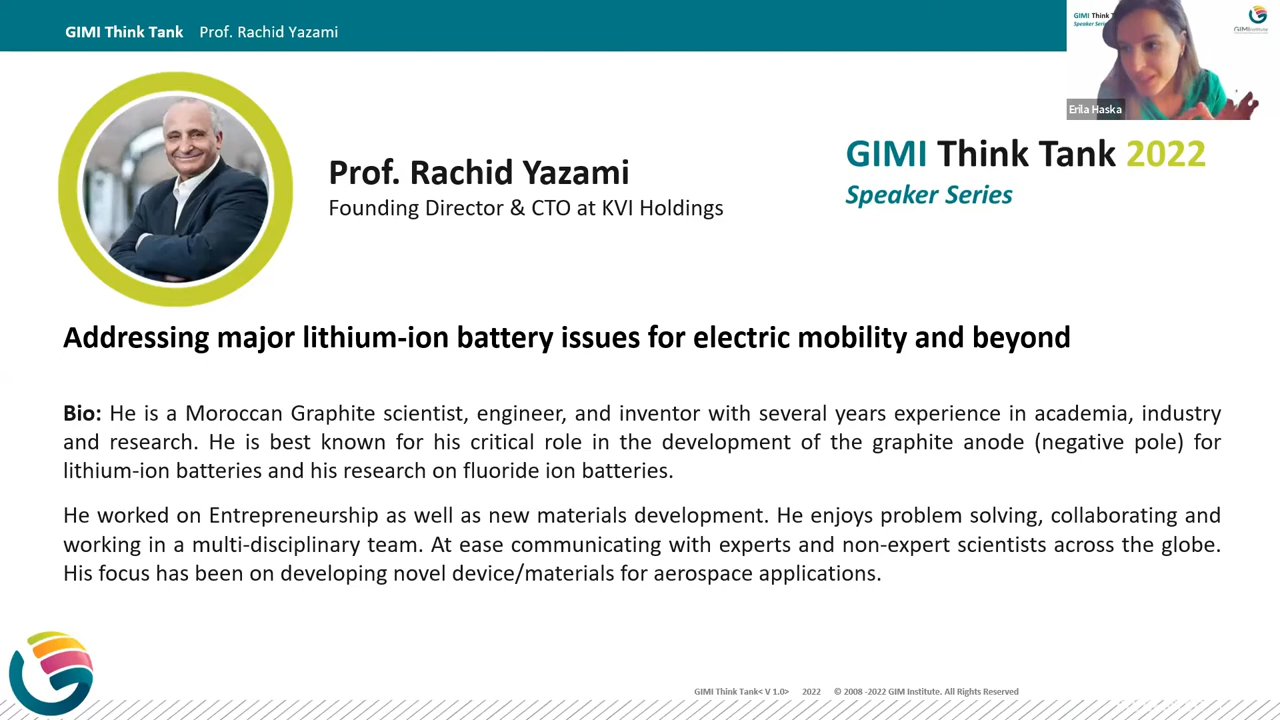 GIMI Think Tank Prof. Rachid Yazami
GIMI Think
Speaker
Erila Haska
GIMI Think Tank 2022
Speaker Series
Prof. Rachid Yazami
Founding Director & CTO at KVI Holdings
Addressing major lithium-ion battery issues for electric mobility and beyond
Bio: He is a Moroccan Graphite scientist, engineer, and inventor with several years experience in academia, industry
and research. He is best known for his critical role in the development of the graphite anode (negative pole) for
lithium-ion batteries and his research on fluoride ion batteries.
He worked on Entrepreneurship as well as new materials development. He enjoys problem solving, collaborating and
working in a multi-disciplinary team. At ease communicating with experts and non-expert scientists across the globe.
His focus has been on developing novel device/materials for aerospace applications.
GIMI Think Tank< V 1.0> 2022 © 2008 -2022 GIM Institute. All Rights Reserved